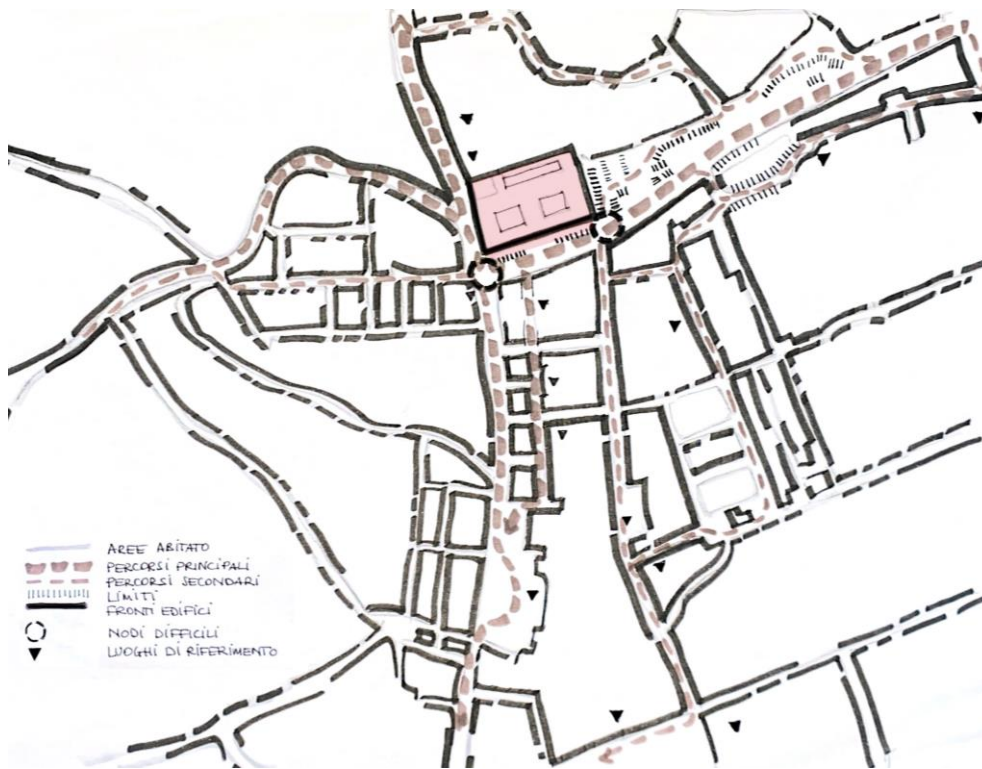 AREE ABITATO
PERCORSI PRINCIPALI
PERCORSI SECONDARI
LIMITI
FRONTI EDIFICI
NODI DIFFICILI
LUOGHI DI RIFERIMENTO